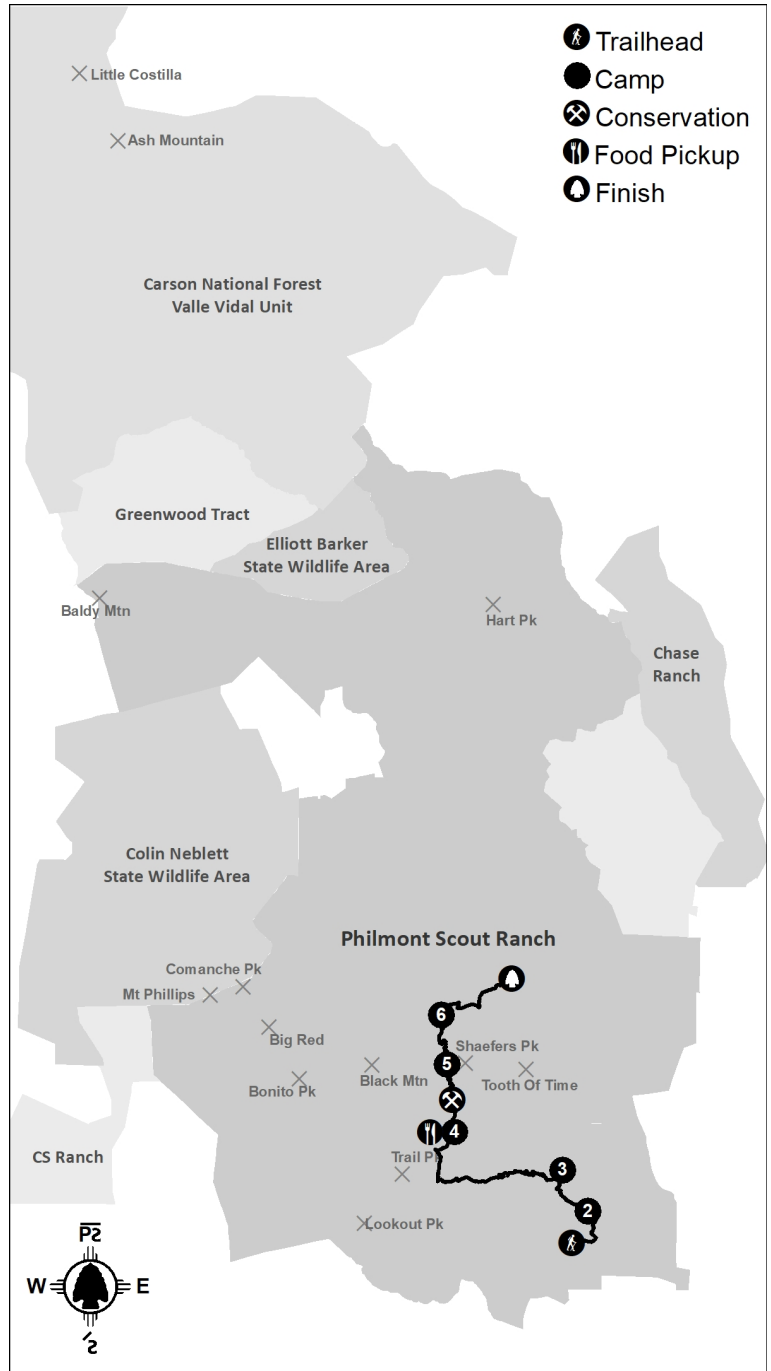 Trailhead
Camp
Conservation
Food Pickup
Finish
Little Costilla
Ash Mountain
Carson National Forest
Valle Vidal Unit
Greenwood Tract
Elliott Barker
State Wildlife Area
Baldy Mtn
Hart Pk
Chase
Ranch
Colin Neblett
State Wildlife Area
Philmont Scout Ranch
Comanche Pk
Mt Phillips
Big Red
6
Shaefers Pk
5
Black Mtn
Tooth Of Time
Bonito Pk
4
CS Ranch
Trail P
3
2
Lookout Pk
W
E